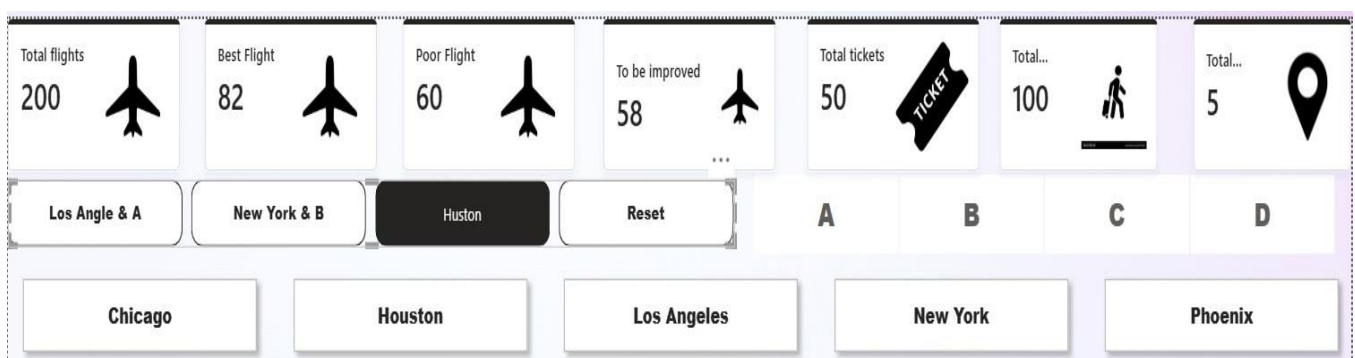 Total flights
200
Best Flight
82
Poor Flight
60
To be improved
58
Total tickets
50
TICKET
Total...
100
Total...
5
Los Angle & A
New York & B
Huston
Reset
A
B
C
D
Chicago
Houston
Los Angeles
New York
Phoenix